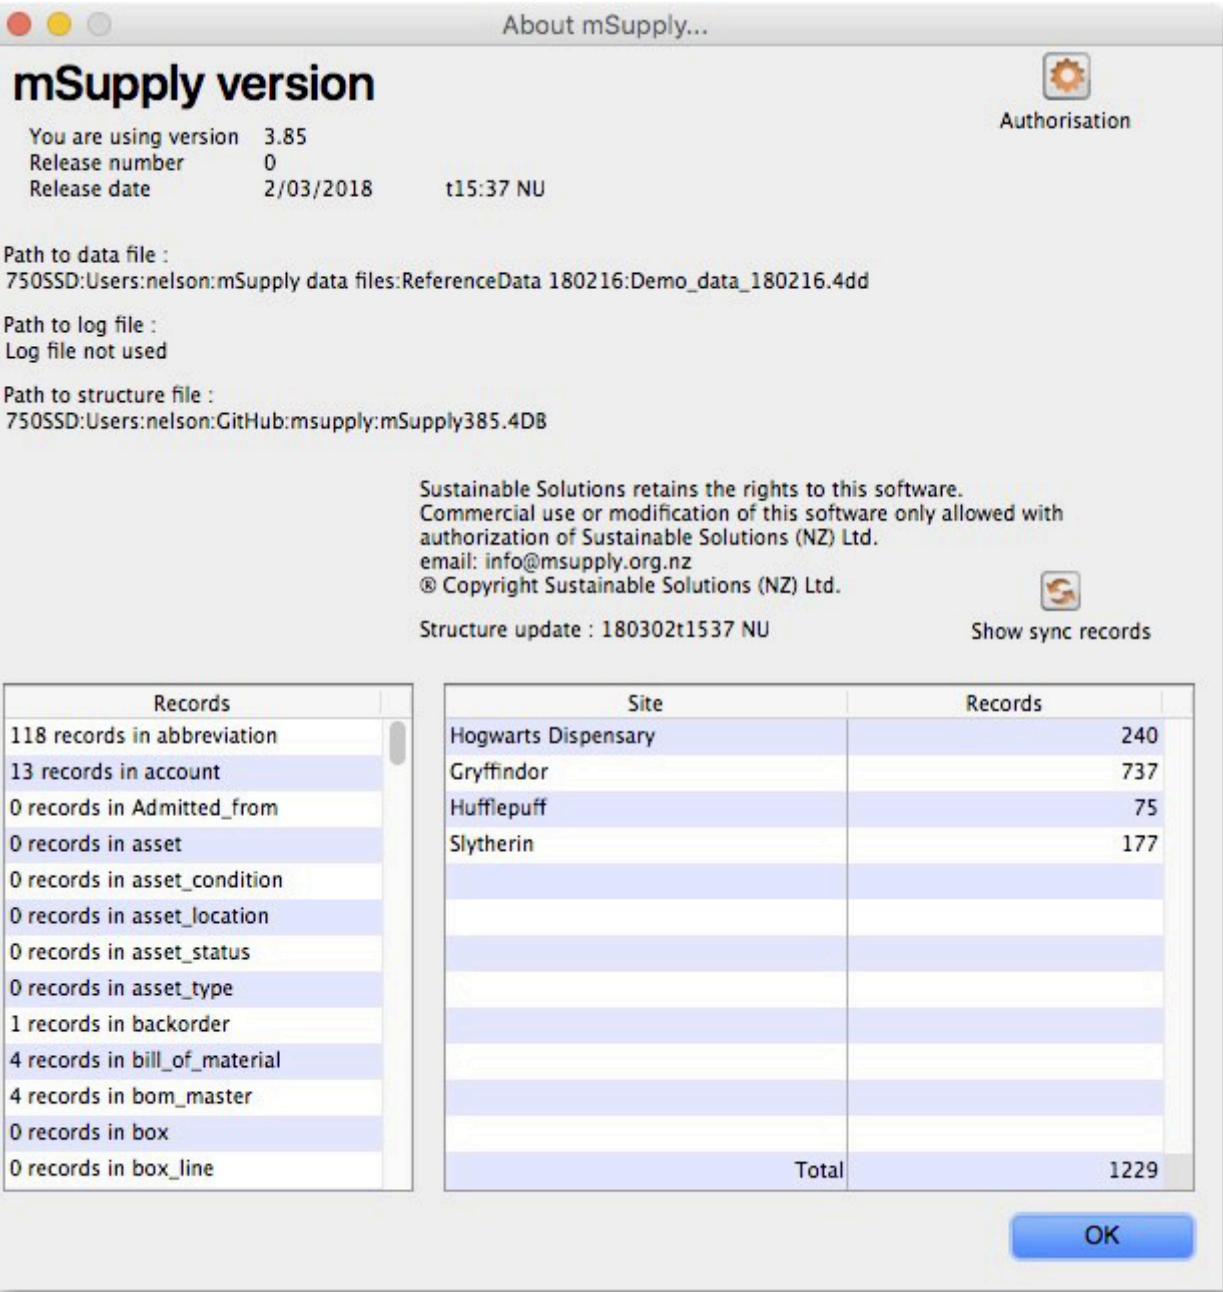 About mSupply...
mSupply version
Authorisation
You are using version 3.85
Release number 0
Release date 2/03/2018 t15:37 NU
Path to data file :
750SSD:Users:nelson:mSupply data files:ReferenceData 180216:Demo_data_180216.4dd
Path to log file :
Log file not used
Path to structure file :
750SSD:Users:nelson:GitHub:msupply:mSupply385.4DB
Sustainable Solutions retains the rights to this software.
Commercial use or modification of this software only allowed with
authorization of Sustainable Solutions (NZ) Ltd.
email: info@msupply.org.nz
® Copyright Sustainable Solutions (NZ) Ltd.
Structure update : 180302t1537 NU
Show sync records
Records
118 records in abbreviation
13 records in account
0 records in Admitted_from
0 records in asset
0 records in asset_condition
0 records in asset_location
0 records in asset_status
0 records in asset_type
1 records in backorder
4 records in bill_of_material
4 records in bom_master
0 records in box
0 records in box_line
Site Records
Hogwarts Dispensary 240
Gryffindor 737
Hufflepuff 75
Slytherin 177
Total 1229
OK